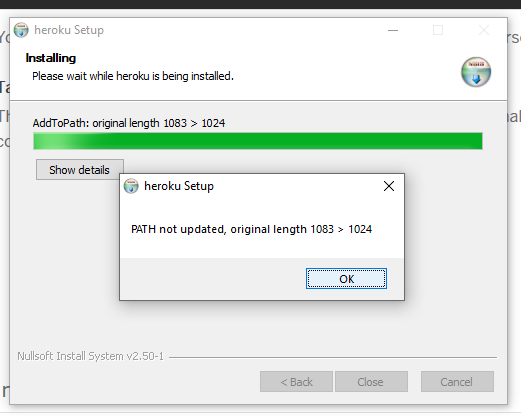 heroku Setup
Installing
Please wait while heroku is being installed.
AddToPath: original length 1083 > 1024
Show details
heroku Setup
PATH not updated, original length 1083 > 1024
OK
Nullsoft Install System v2.50-1
< Back
Close
Cancel